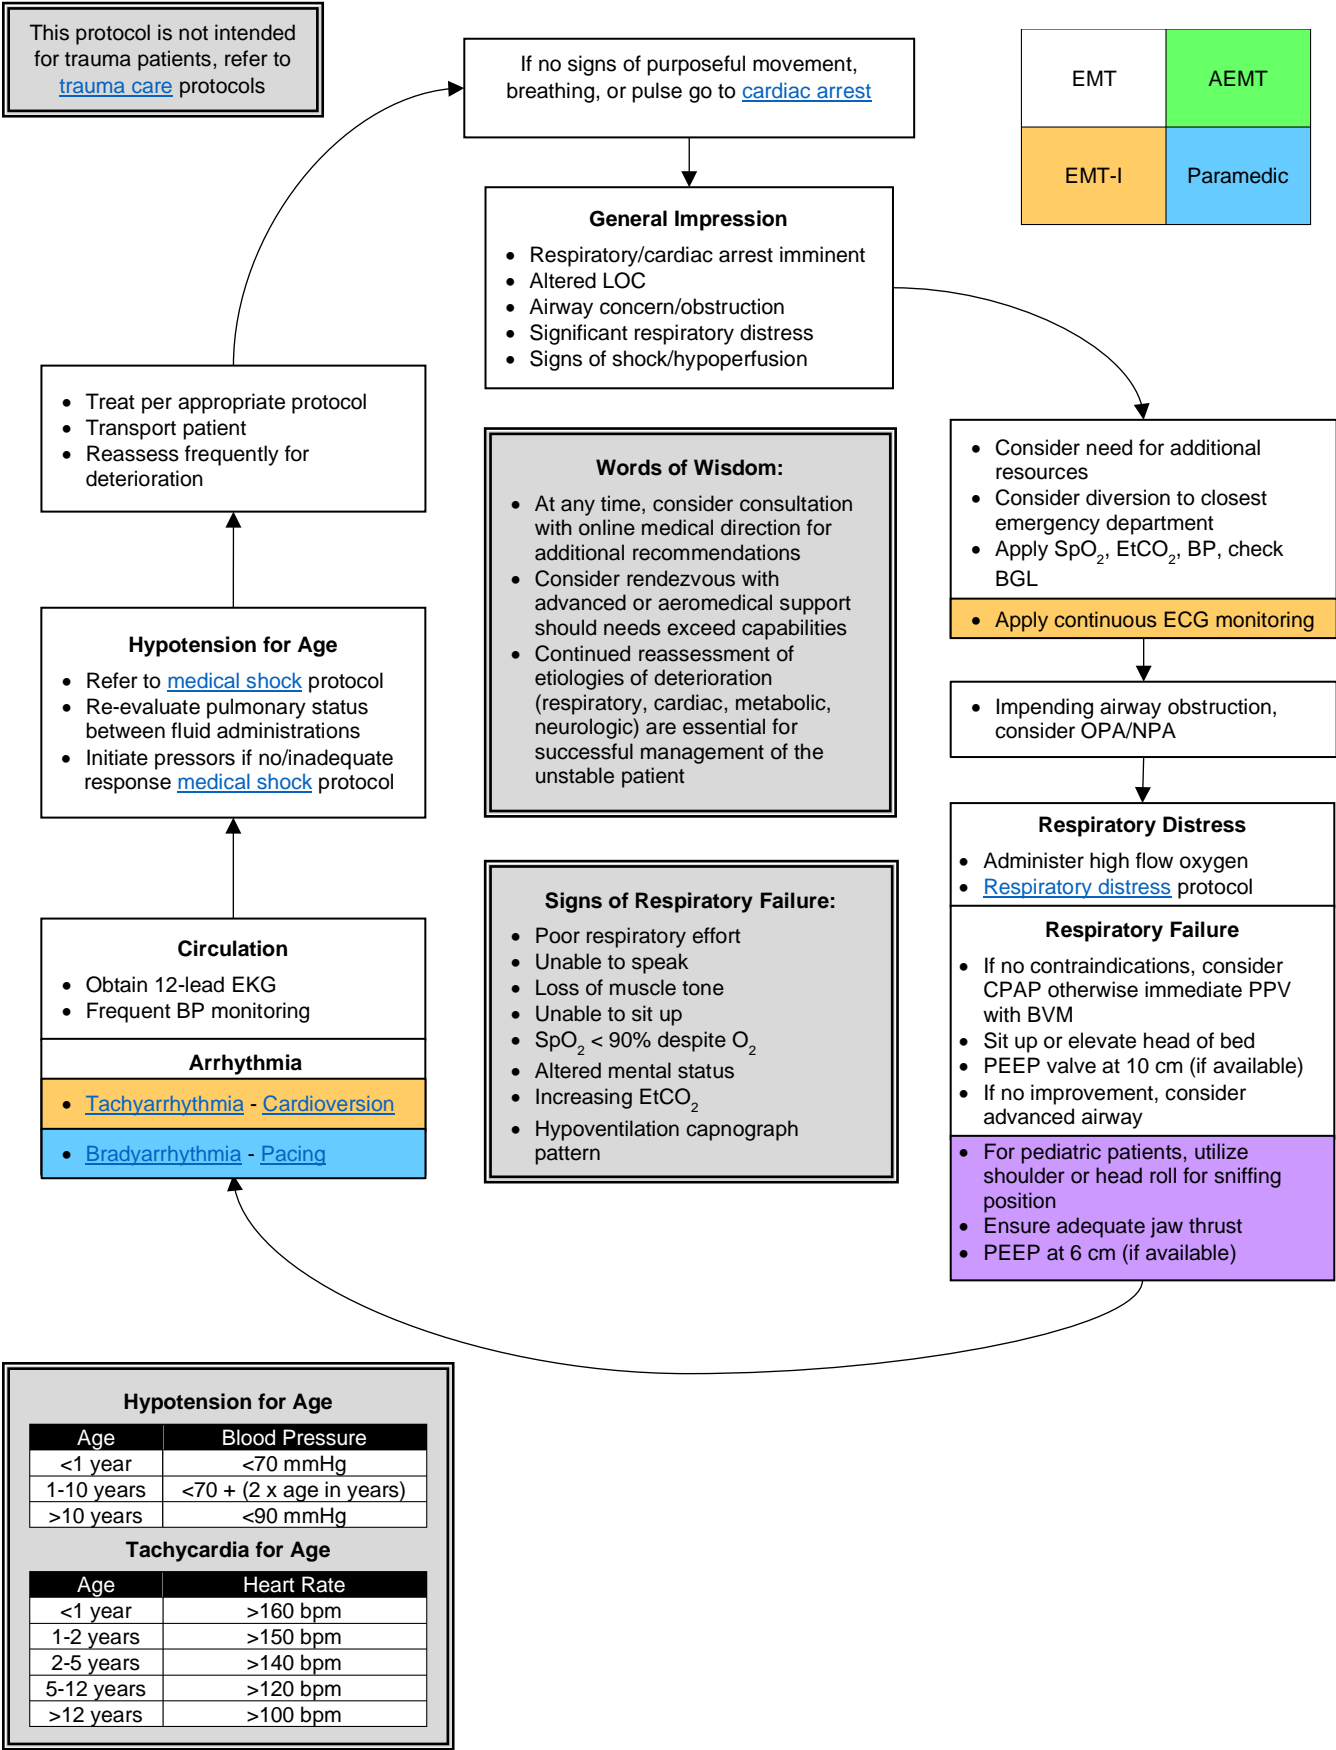 This protocol is not intended
for trauma patients, refer to
trauma care protocols
If no signs of purposeful movement,
breathing, or pulse go to cardiac arrest
EMT
AEMT
EMT-I
Paramedic
General Impression
• Respiratory/cardiac arrest imminent
• Altered LOC
• Airway concern/obstruction
• Significant respiratory distress
• Signs of shock/hypoperfusion
• Consider need for additional
resources
• Consider diversion to closest
emergency department
• Apply SpO2, EtCO2, BP, check
BGL
• Apply continuous ECG monitoring
• Impending airway obstruction,
consider OPA/NPA
Respiratory Distress
• Administer high flow oxygen
• Respiratory distress protocol
Respiratory Failure
• If no contraindications, consider
CPAP otherwise immediate PPV
with BVM
• Sit up or elevate head of bed
• PEEP valve at 10 cm (if available)
• If no improvement, consider
advanced airway
• For pediatric patients, utilize
shoulder or head roll for sniffing
position
• Ensure adequate jaw thrust
• PEEP at 6 cm (if available)
Circulation
• Obtain 12-lead EKG
• Frequent BP monitoring
Arrhythmia
• Tachyarrhythmia - Cardioversion
• Bradyarrhythmia - Pacing
Hypotension for Age
• Refer to medical shock protocol
• Re-evaluate pulmonary status
between fluid administrations
• Initiate pressors if no/inadequate
response medical shock protocol
• Treat per appropriate protocol
• Transport patient
• Reassess frequently for
deterioration
Words of Wisdom:
• At any time, consider consultation
with online medical direction for
additional recommendations
• Consider rendezvous with
advanced or aeromedical support
should needs exceed capabilities
• Continued reassessment of
etiologies of deterioration
(respiratory, cardiac, metabolic,
neurologic) are essential for
successful management of the
unstable patient
Signs of Respiratory Failure:
• Poor respiratory effort
• Unable to speak
• Loss of muscle tone
• Unable to sit up
• SpO2 < 90% despite O2
• Altered mental status
• Increasing EtCO2
• Hypoventilation capnograph
pattern
Hypotension for Age
Age Blood Pressure
<1 year <70 mmHg
1-10 years <70 + (2 x age in years)
>10 years <90 mmHg
Tachycardia for Age
Age Heart Rate
<1 year >160 bpm
1-2 years >150 bpm
2-5 years >140 bpm
5-12 years >120 bpm
>12 years >100 bpm